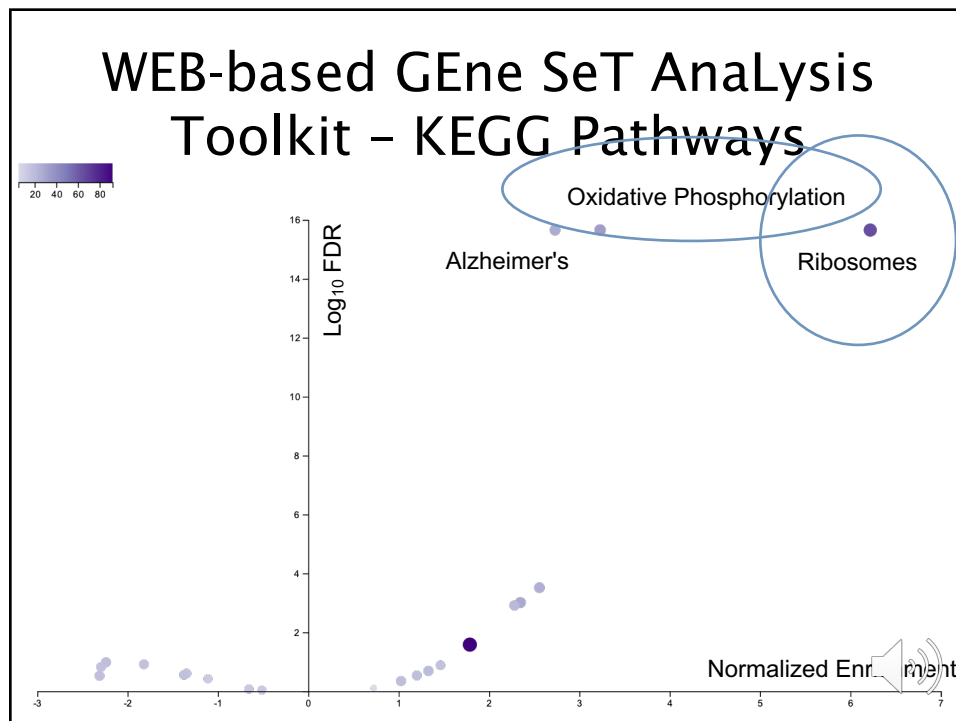 WEB-based GEne SeT AnaLysis
Toolkit – KEGG Pathways
20 40 60 80
Oxidative Phosphorylation
Alzheimer's
Ribosomes
Log₁₀ FDR
16
14
12
10
8
6
4
2
Normalized
-3 -2 -1 0 1 2 3 4 5 6 7